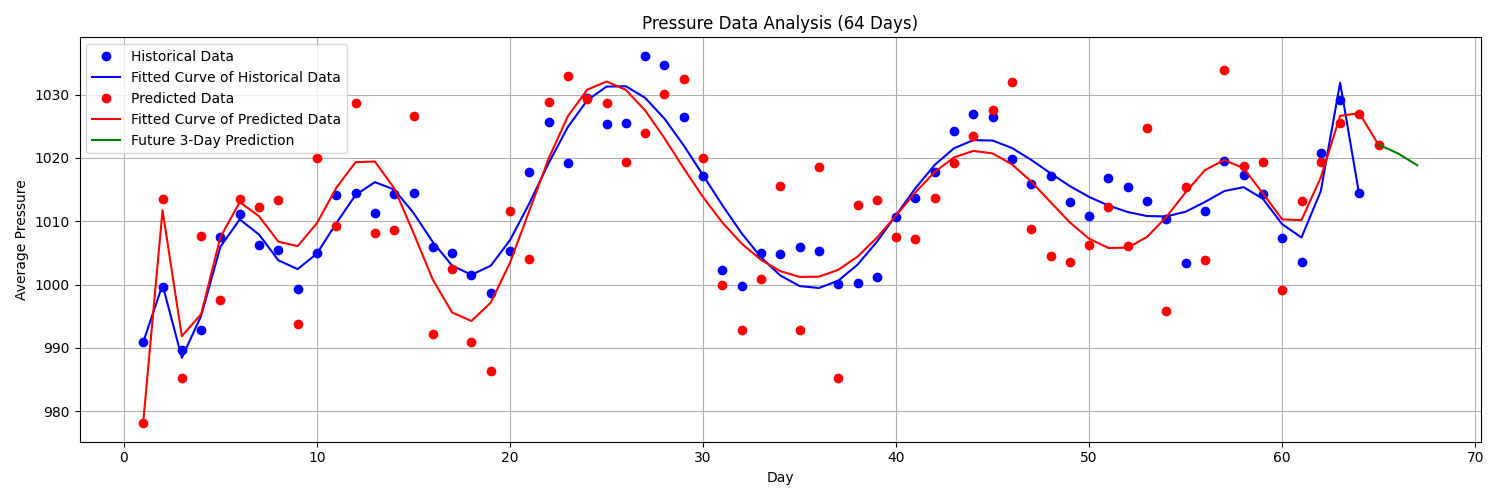 Pressure Data Analysis (64 Days)
Historical Data
Fitted Curve of Historical Data
Predicted Data
Fitted Curve of Predicted Data
Future 3-Day Prediction
Average Pressure
1030
1020
1010
1000
990
980
0 10 20 30 40 50 60 70
Day